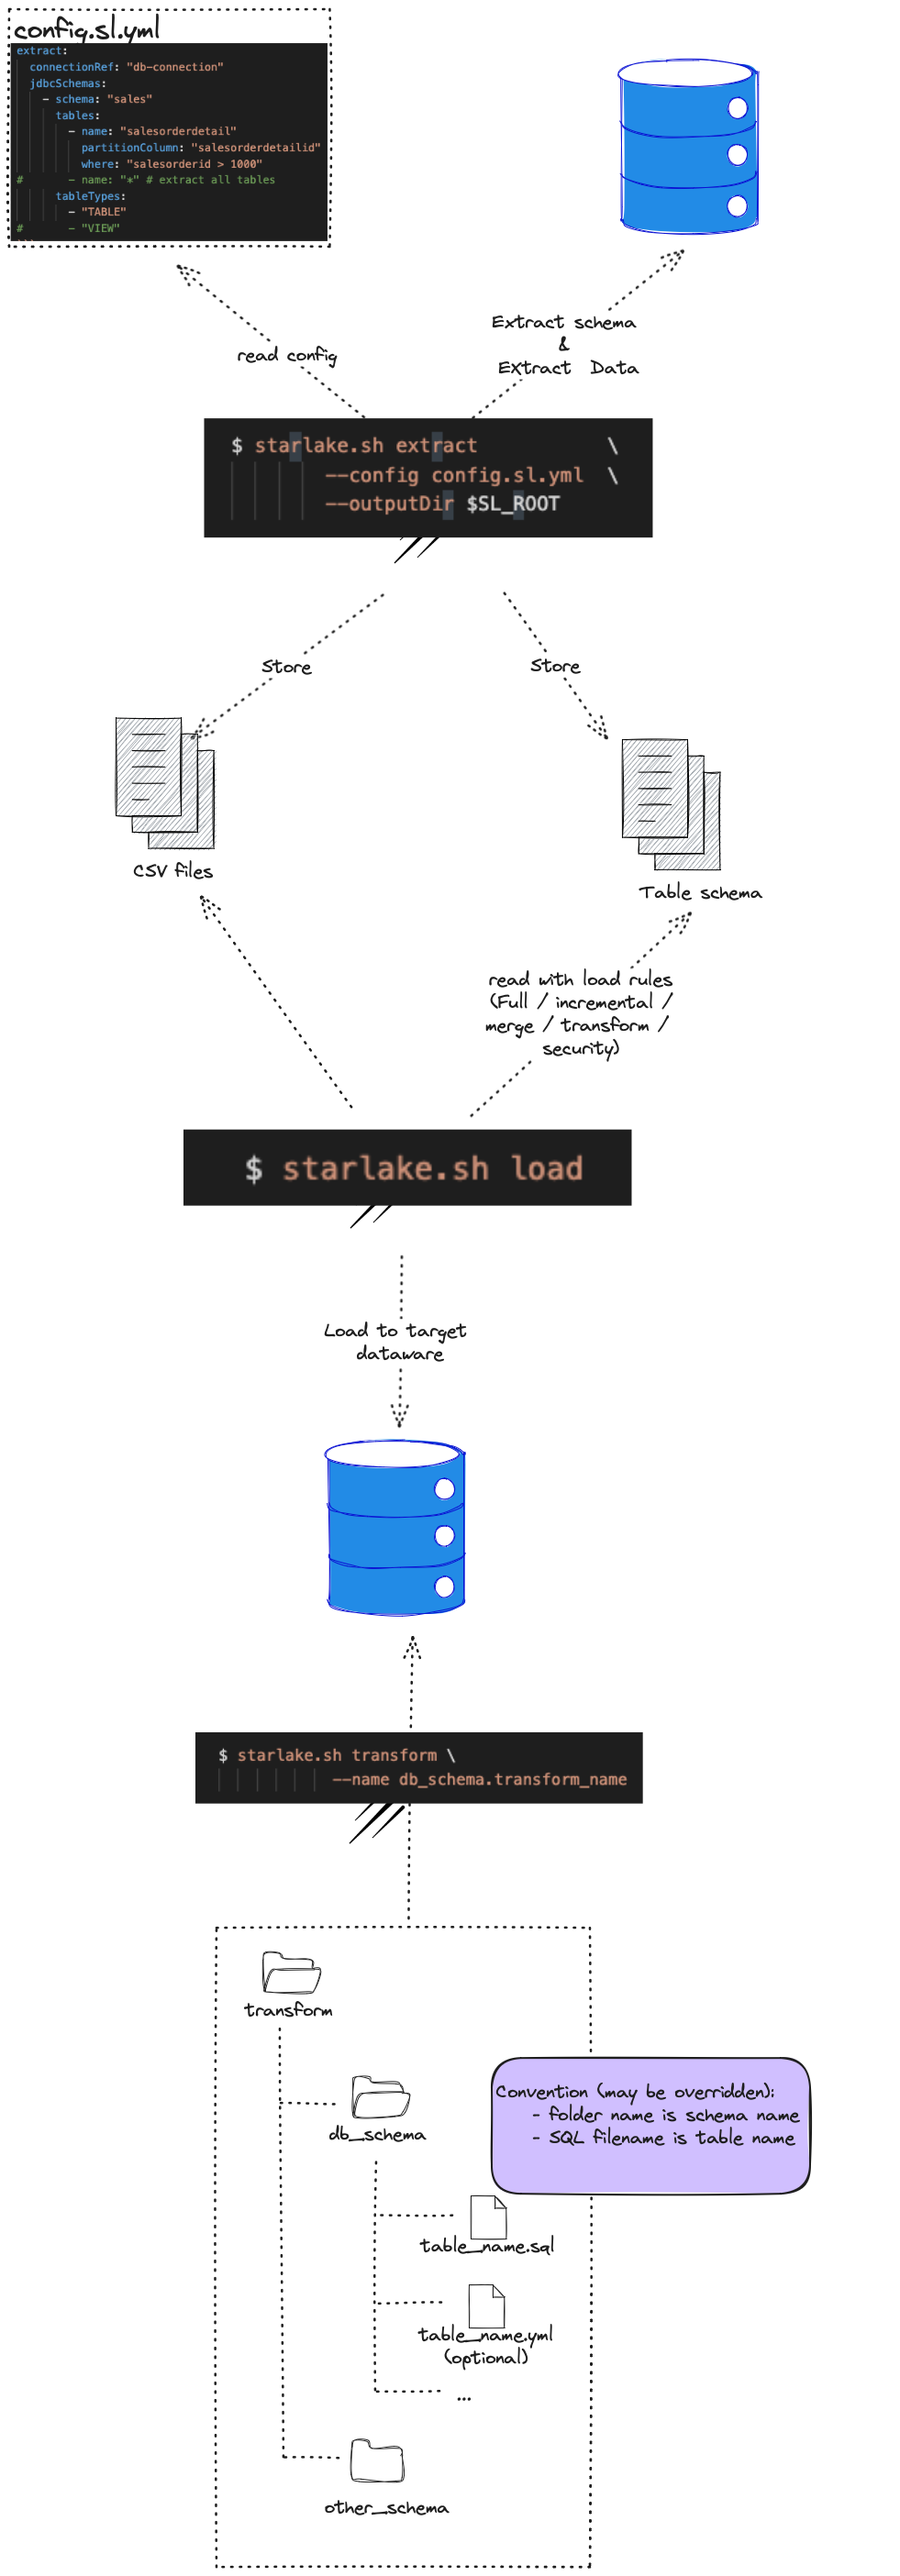 config.sl.yml
extract:
connectionRef: "db-connection"
jdbcSchemas:
- schema: "sales"
tables:
- name: "salesorderdetail"
partitionColumn: "salesorderdetailid"
where: "salesorderid > 1000"
# - name: "*" # extract all tables
tableTypes:
- "TABLE"
# - "VIEW"
read config
Extract schema
&
EXtract Data
$ starlake.sh extract \
--config config.sl.yml \
--outputDir $SL_ROOT
Store
Store
CSV files
Table schema
read with load rules
(Full / incremental /
merge / transform /
security)
$ starlake.sh load
Load to target
dataware
$ starlake.sh transform \
--name db_schema.transform_name
transform
db_schema
Convention (may be overridden):
- folder name is schema name
- SQL filename is table name
table_name.sql
table_name.yml
(optional)
...
other_schema